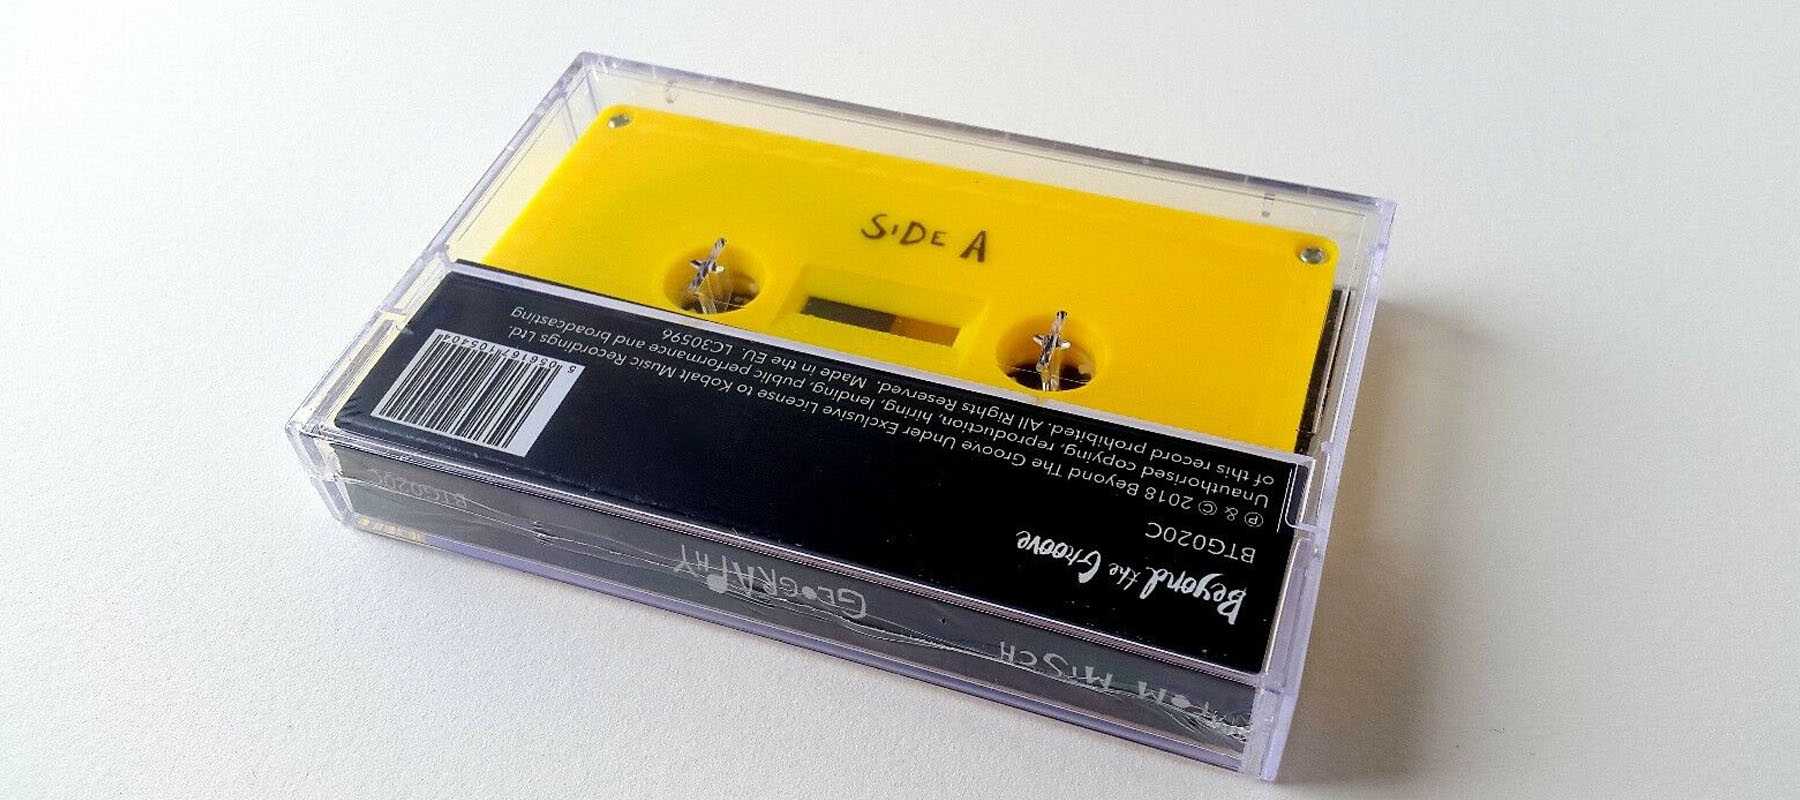 SIDE A
Beyond the Groove
BTG020C
℗ & © 2018 Beyond The Groove Under Exclusive License to Kobalt Music Recordings Ltd.
Unauthorised copying, reproduction, hiring, lending, public performance and broadcasting
of this record prohibited. All Rights Reserved. Made in the EU. LC30596
5 056167 105404
TOM MISCH GEOGRAPHY BTG020C